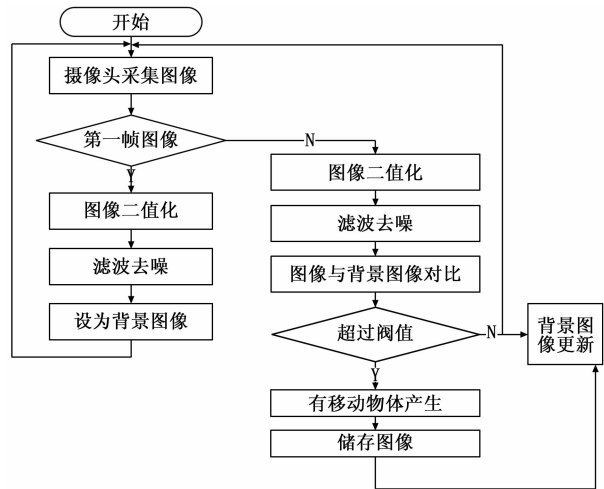 开始
摄像头采集图像
第一帧图像
N
Y
图像二值化
滤波去噪
设为背景图像
图像二值化
滤波去噪
图像与背景图像对比
超过阀值
N
背景图
像更新
Y
有移动物体产生
储存图像